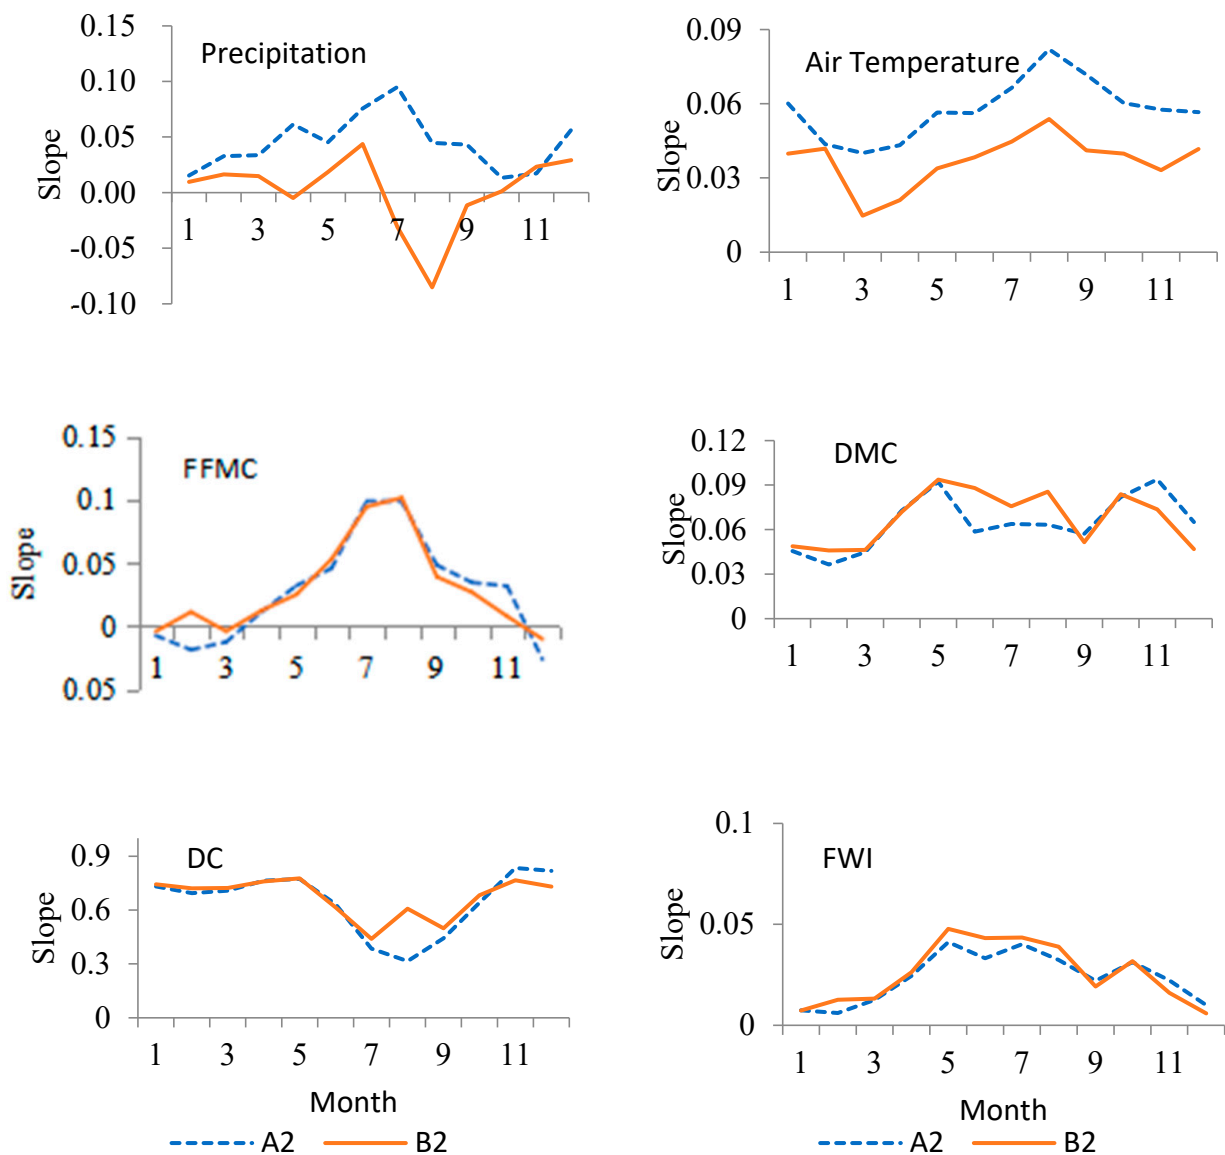 Precipitation
Slope
0.15
0.10
0.05
0.00
-0.05
-0.10
1 3 5 7 9 11
Air Temperature
Slope
0.09
0.06
0.03
0
1 3 5 7 9 11
FFMC
Slope
0.15
0.1
0.05
0
0.05
1 3 5 7 9 11
DMC
Slope
0.12
0.09
0.06
0.03
0
1 3 5 7 9 11
DC
Slope
0.9
0.6
0.3
0
1 3 5 7 9 11
Month
A2 B2
FWI
Slope
0.1
0.05
0
1 3 5 7 9 11
Month
A2 B2